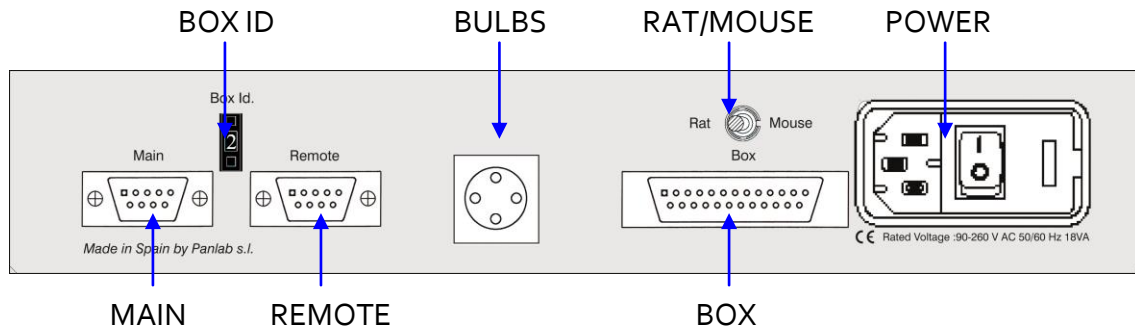 BOX ID BULBS RAT/MOUSE POWER
Box Id.
2
Rat Mouse
Main Remote Box
I
O
Made in Spain by Panlab s.l.
CE Rated Voltage :90-260 V AC 50/60 Hz 18VA
MAIN REMOTE BOX